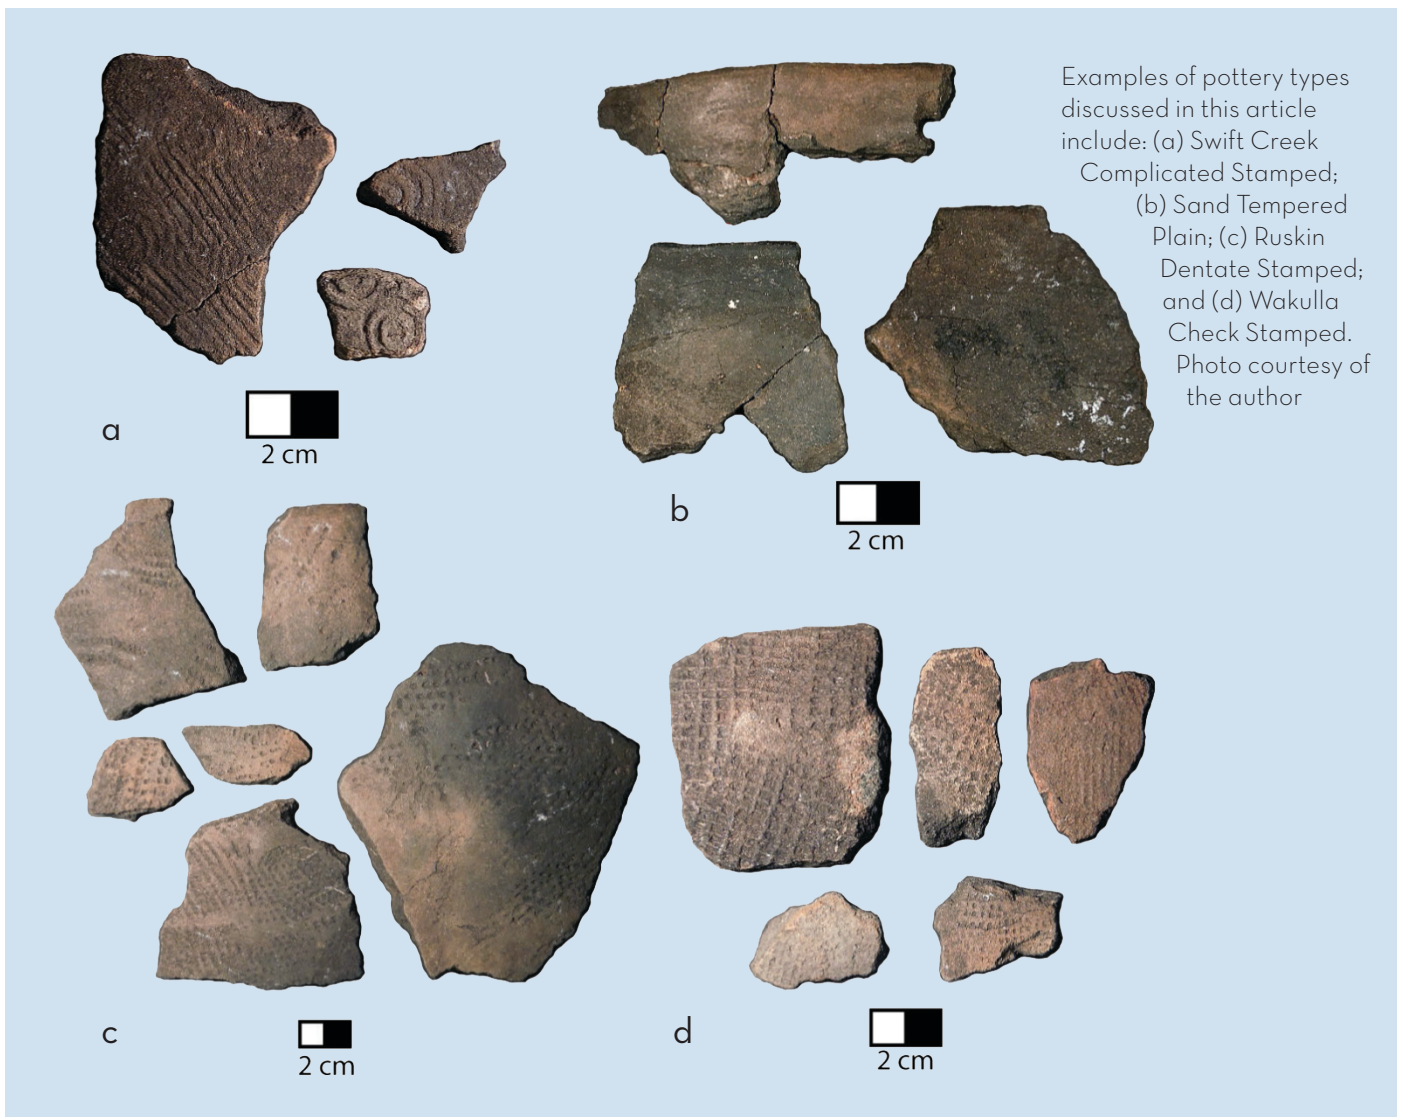 Examples of pottery types
discussed in this article
include: (a) Swift Creek
Complicated Stamped;
(b) Sand Tempered
Plain; (c) Ruskin
Dentate Stamped;
and (d) Wakulla
Check Stamped.
Photo courtesy of
the author
a
2 cm
b
2 cm
c
2 cm
d
2 cm